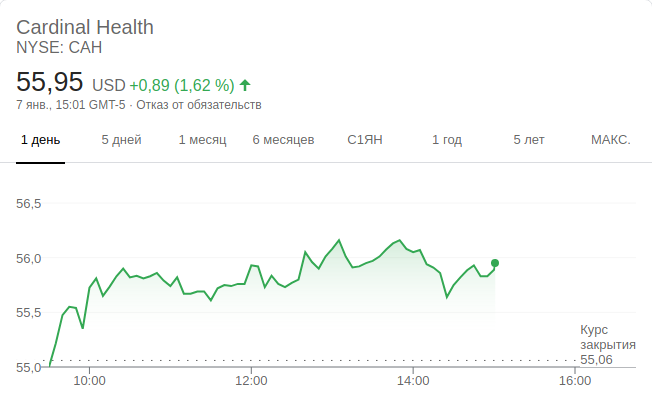 Cardinal Health
NYSE: CAH
55,95 USD +0,89 (1,62 %)
7 янв., 15:01 GMT-5 · Отказ от обязательств
1 день 5 дней 1 месяц 6 месяцев С1ЯН 1 год 5 лет МАКС.
56,5
56,0
55,5
55,0
Курс
закрытия
55,06
10:00 12:00 14:00 16:00